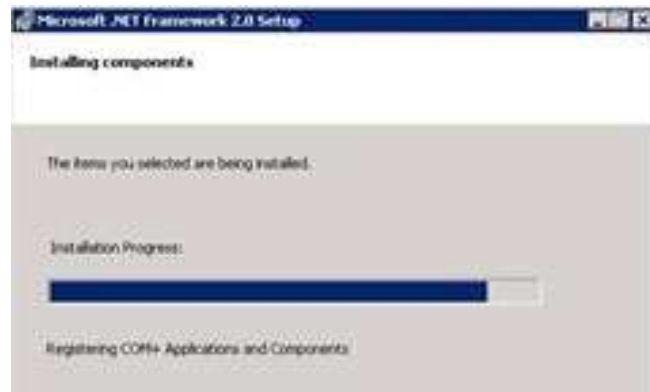 Microsoft .NET Framework 2.0 Setup
Installing components
The items you selected are being installed.
Installation Progress:
Registering COM+ Applications and Components